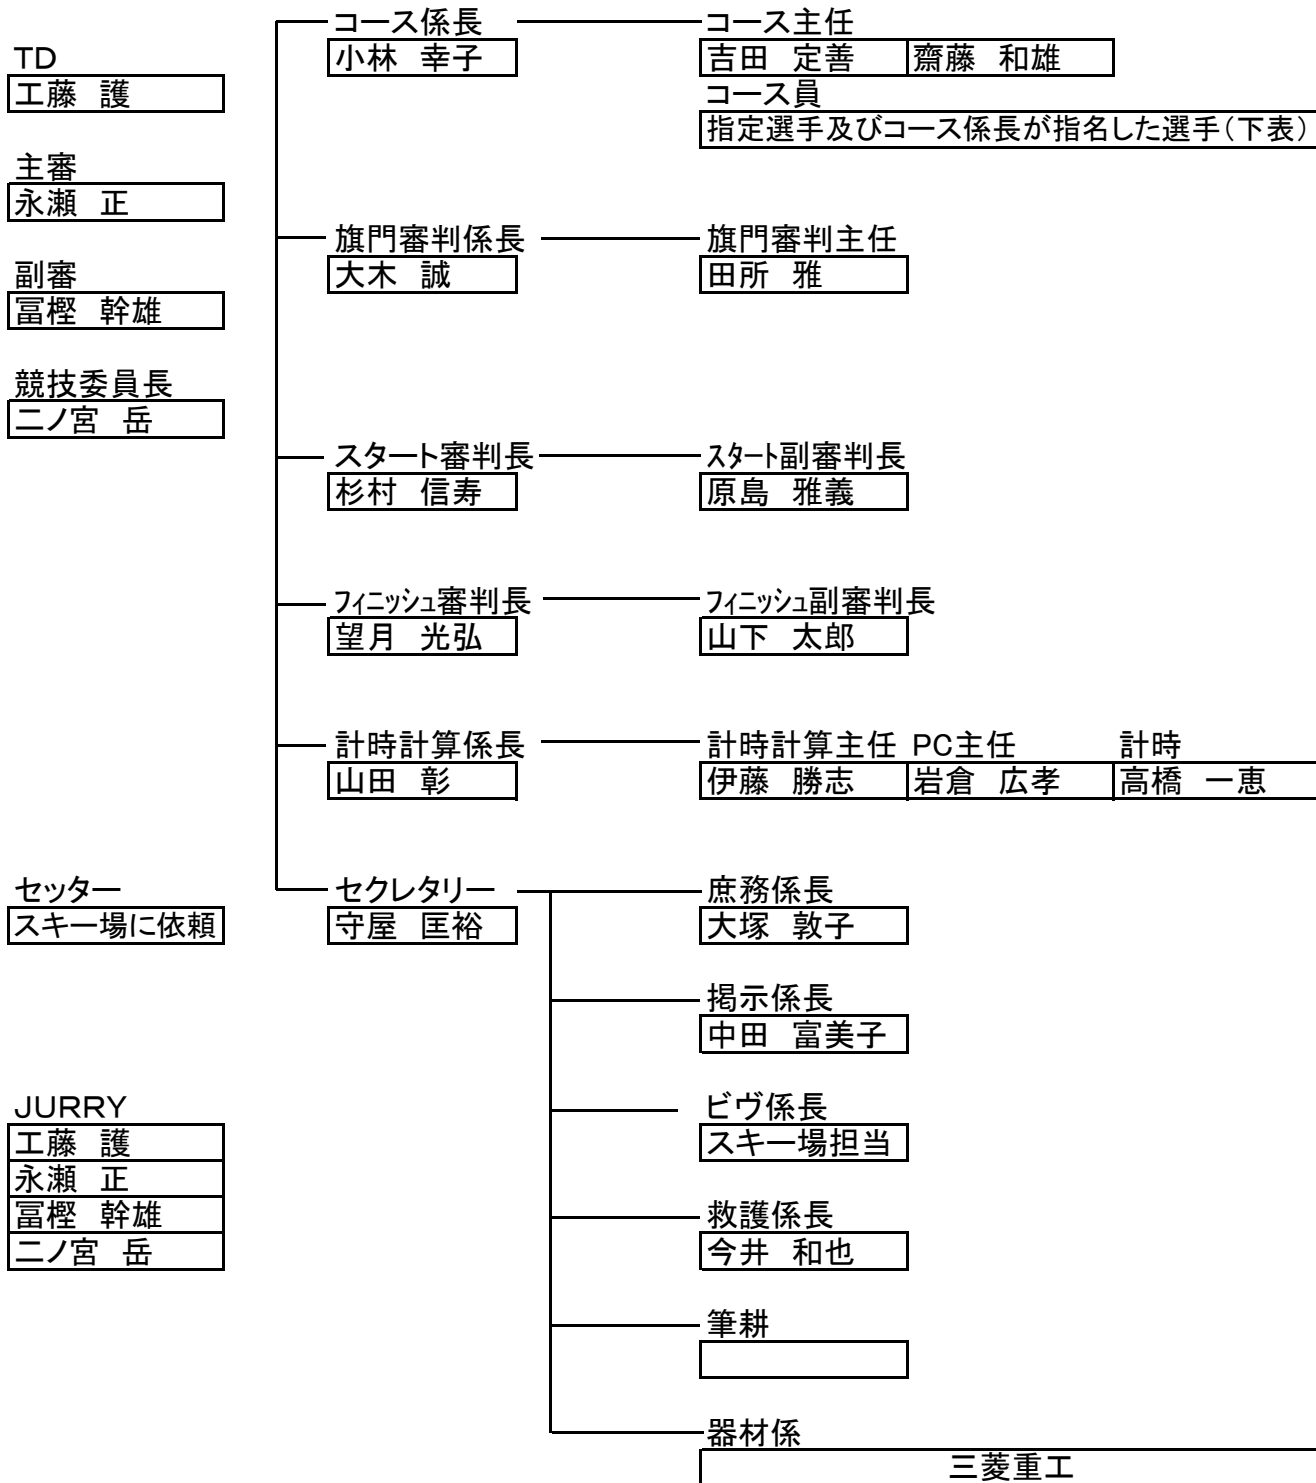 TD
工藤　護
主審
永瀬　正
副審
冨樫　幹雄
競技委員長
二ノ宮　岳
セッター
スキー場に依頼
JURRY
工藤　護
永瀬　正
冨樫　幹雄
二ノ宮　岳
コース係長
小林　幸子
コース主任
吉田　定善　齋藤　和雄
コース員
指定選手及びコース係長が指名した選手（下表）
旗門審判係長
大木　誠
旗門審判主任
田所　雅
スタート審判長
杉村　信寿
ｽﾀｰﾄ副審判長
原島　雅義
ﾌｨﾆｯｼｭ審判長
望月　光弘
ﾌｨﾆｯｼｭ副審判長
山下　太郎
計時計算係長
山田　彰
計時計算主任 PC主任 計時
伊藤　勝志　岩倉　広孝　高橋　一恵
セクレタリー
守屋　匡裕
庶務係長
大塚　敦子
掲示係長
中田　富美子
ビヴ係長
スキー場担当
救護係長
今井　和也
筆耕
器材係
三菱重工